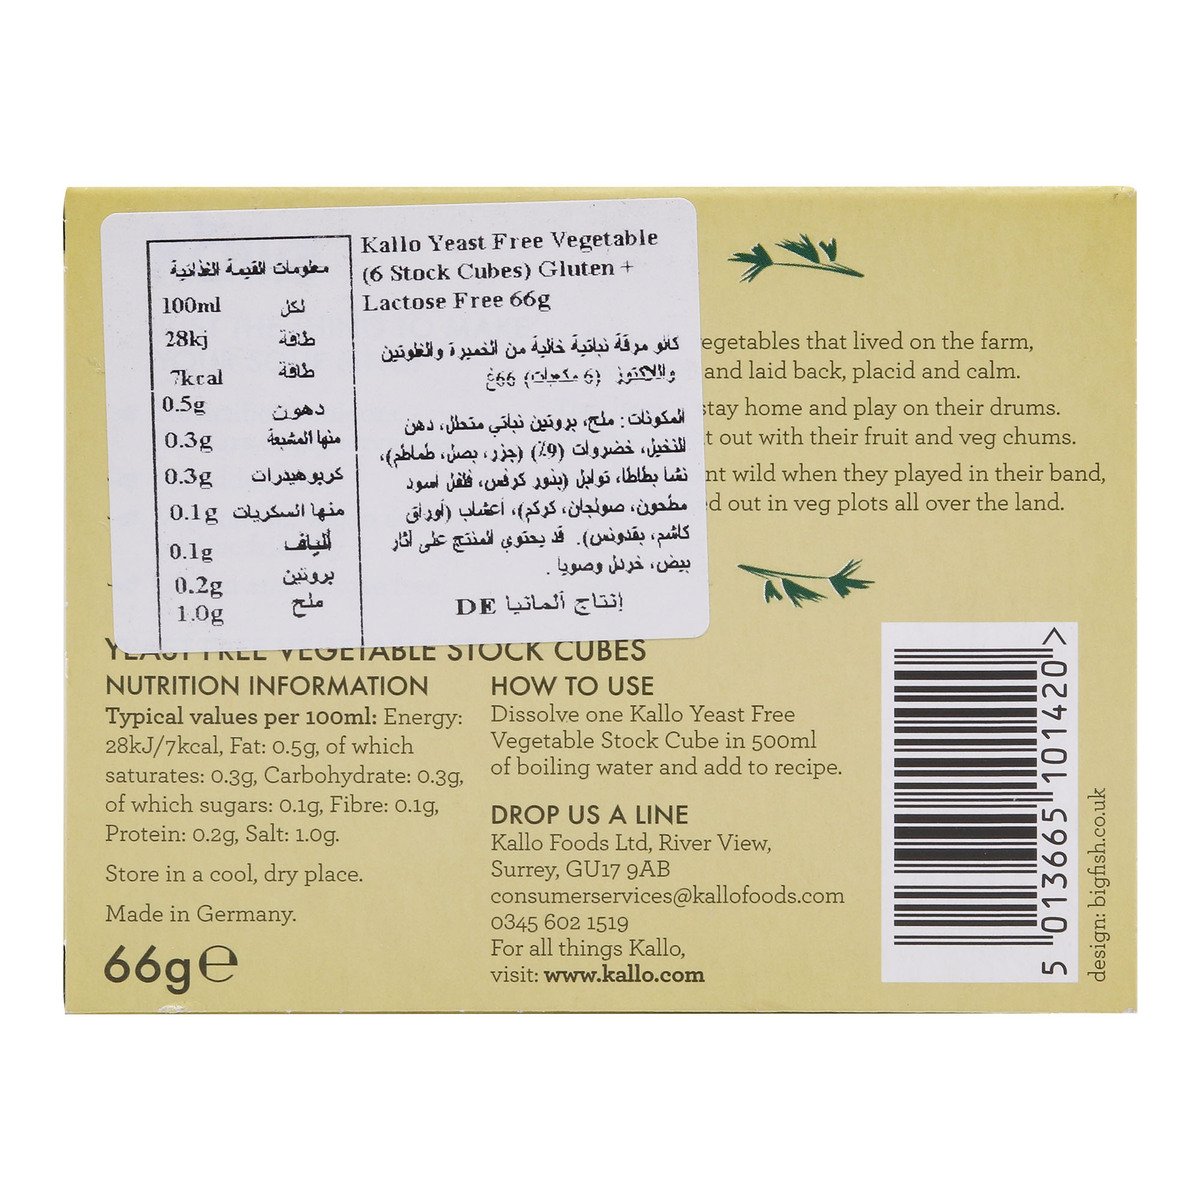 معلومات القيمة الغذائية
100ml لكل
28kj طاقة
7kcal طاقة
0.5g دهون
0.3g منها المشبعة
0.3g كربوهيدرات
0.1g منها السكريات
0.1g ألياف
0.2g بروتين
1.0g ملح
Kallo Yeast Free Vegetable
(6 Stock Cubes) Gluten +
Lactose Free 66g
كالو مرقة نباتية خالية من الخميرة والغلوتين
واللاكتوز (6 مكعبات) 66غ
المكونات: ملح، بروتين نباتي متحلل، دهن
النخيل، خضروات (9٪) (جزر، بصل، طماطم)،
نشا بطاطا، توابل (بذور كرفس، فلفل اسود
مطحون، صولجان، كركم)، اعشاب (أوراق
كاشم، بقدونس). قد يحتوي المنتج على آثار
بيض، خردل وصويا.
إنتاج ألمانيا DE
egetables that lived on the farm,
and laid back, placid and calm.
stay home and play on their drums.
t out with their fruit and veg chums.
nt wild when they played in their band,
d out in veg plots all over the land.
YEAST FREE VEGETABLE STOCK CUBES
NUTRITION INFORMATION
Typical values per 100ml: Energy:
28kJ/7kcal, Fat: 0.5g, of which
saturates: 0.3g, Carbohydrate: 0.3g,
of which sugars: 0.1g, Fibre: 0.1g,
Protein: 0.2g, Salt: 1.0g.
Store in a cool, dry place.
Made in Germany.
66g℮
HOW TO USE
Dissolve one Kallo Yeast Free
Vegetable Stock Cube in 500ml
of boiling water and add to recipe.
DROP US A LINE
Kallo Foods Ltd, River View,
Surrey, GU17 9AB
consumerservices@kallofoods.com
0345 602 1519
For all things Kallo,
visit: www.kallo.com
5 013665 101420 >
design: bigfish.co.uk